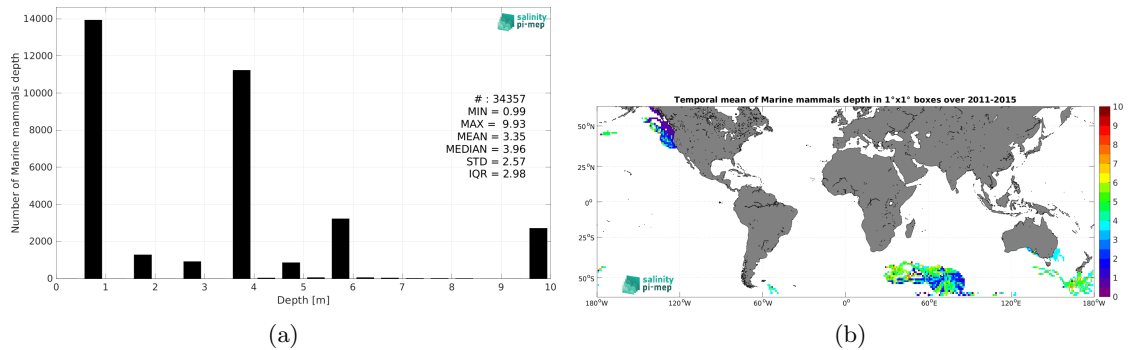 salinity
pi-mep
Number of Marine mammals depth
14000
12000
10000
8000
6000
4000
2000
0
# : 34357
MIN = 0.99
MAX = 9.93
MEAN = 3.35
MEDIAN = 3.96
STD = 2.57
IQR = 2.98
0 1 2 3 4 5 6 7 8 9 10
Depth [m]
(a)
Temporal mean of Marine mammals depth in 1°x1° boxes over 2011-2015
50°N
25°N
0°
25°S
50°S
180°W 120°W 60°W 0° 60°E 120°E 180°W
10
9
8
7
6
5
4
3
2
1
0
salinity
pi-mep
(b)